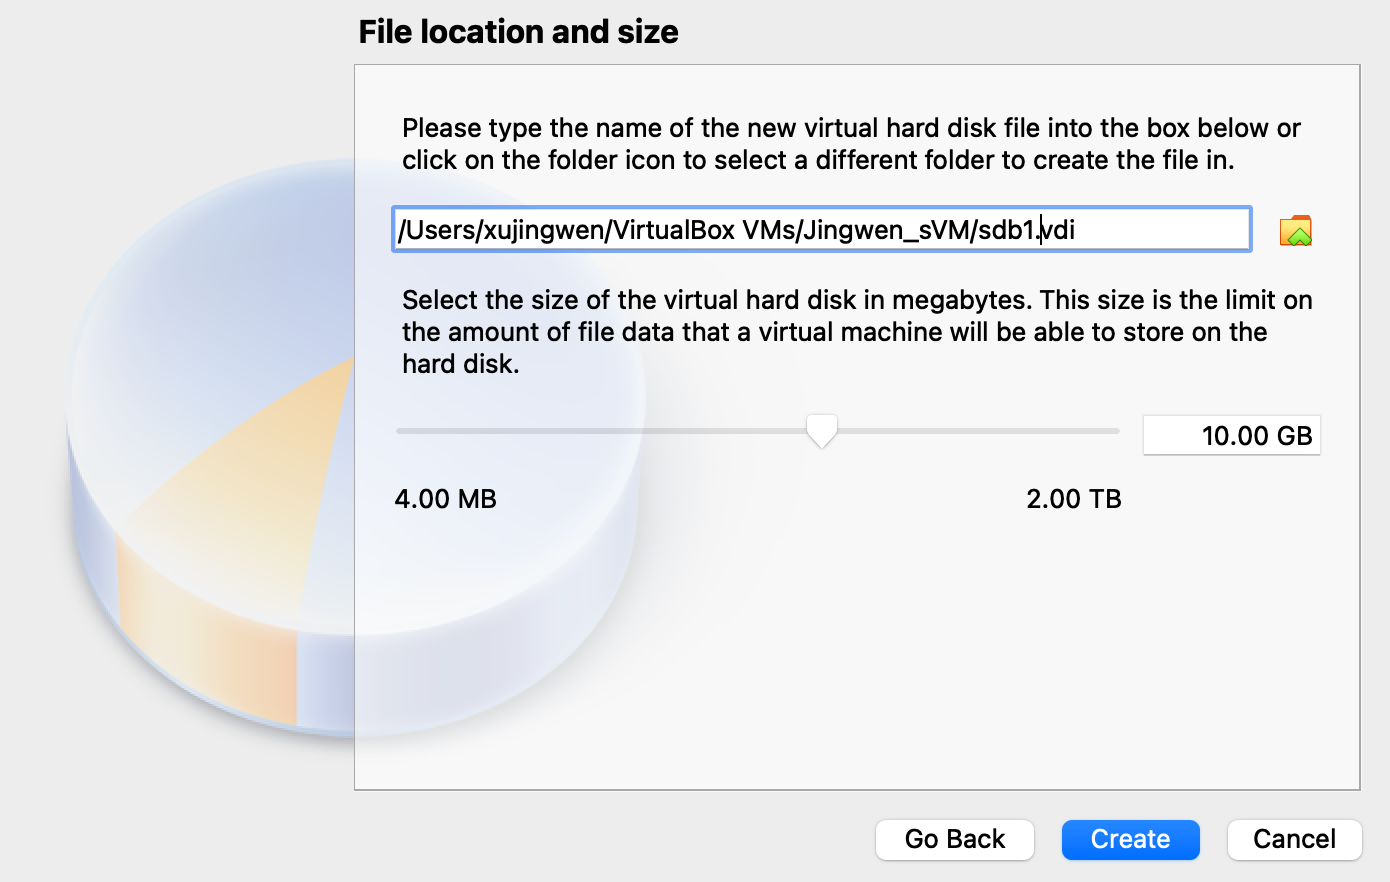 File location and size
Please type the name of the new virtual hard disk file into the box below or
click on the folder icon to select a different folder to create the file in.
/Users/xujingwen/VirtualBox VMs/Jingwen_sVM/sdb1.vdi
Select the size of the virtual hard disk in megabytes. This size is the limit on
the amount of file data that a virtual machine will be able to store on the
hard disk.
10.00 GB
4.00 MB 2.00 TB
Go Back Create Cancel